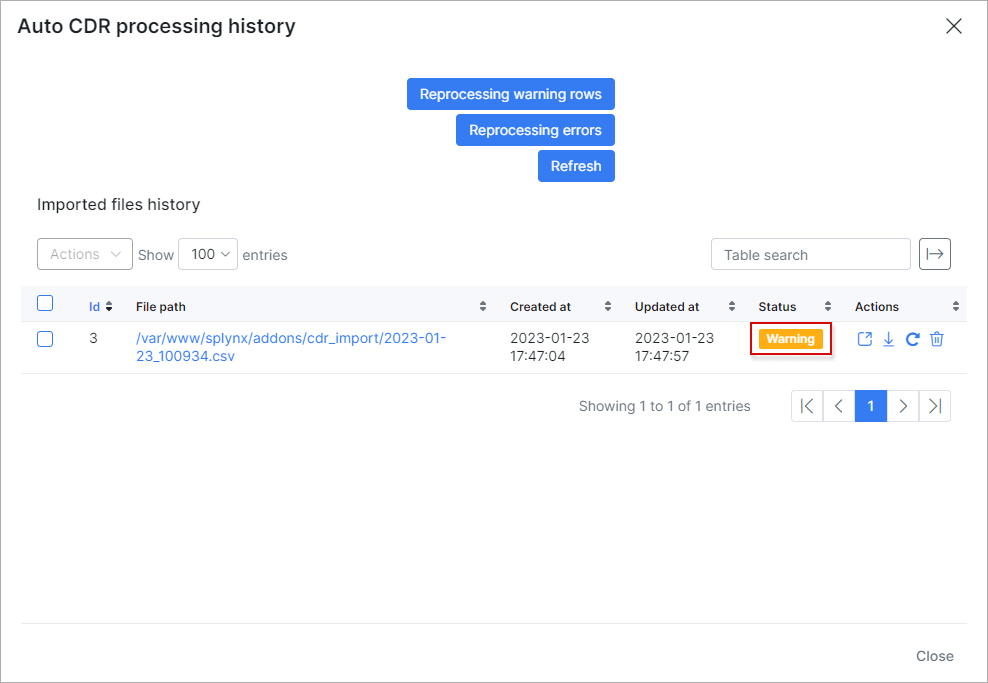 Auto CDR processing history
Reprocessing warning rows
Reprocessing errors
Refresh
Imported files history
Actions Show 100 entries Table search
Id File path Created at Updated at Status Actions
3 /var/www/splynx/addons/cdr_import/2023-01- 2023-01-23 2023-01-23 Warning
23_100934.csv 17:47:04 17:47:57
Showing 1 to 1 of 1 entries 1
Close